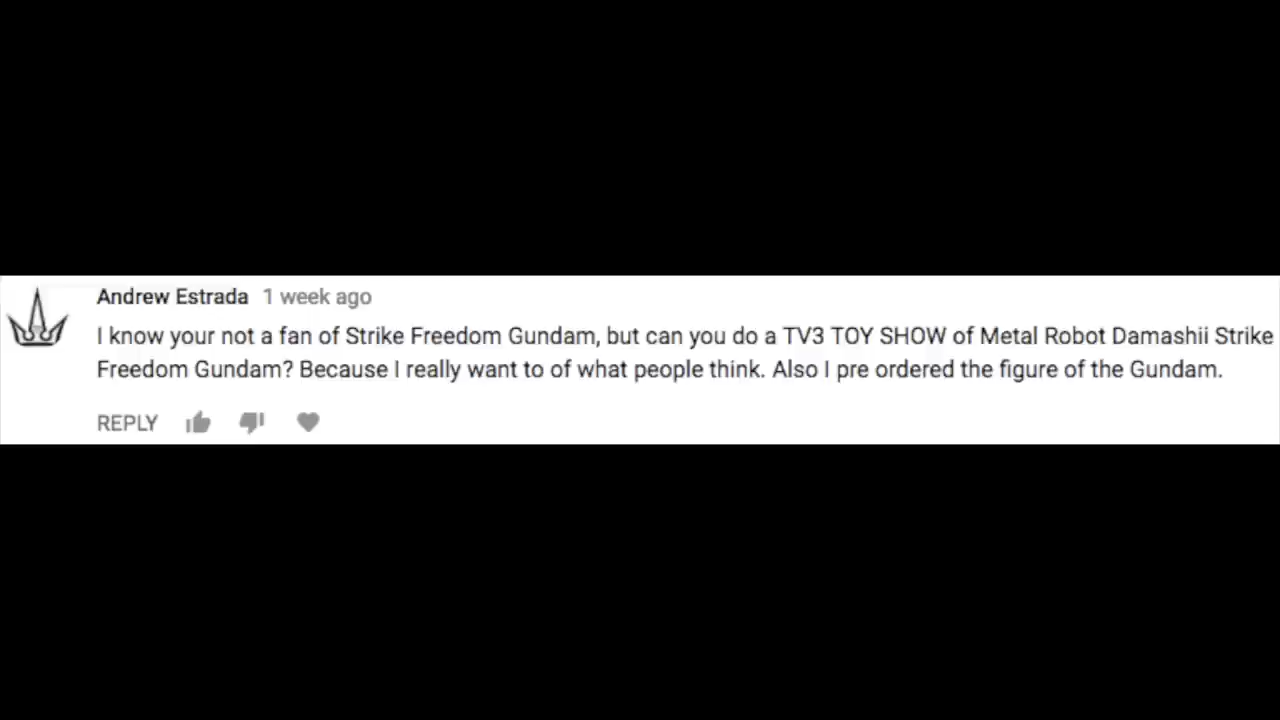 Andrew Estrada 1 week ago
I know your not a fan of Strike Freedom Gundam, but can you do a TV3 TOY SHOW of Metal Robot Damashii Strike
Freedom Gundam? Because I really want to of what people think. Also I pre ordered the figure of the Gundam.
REPLY